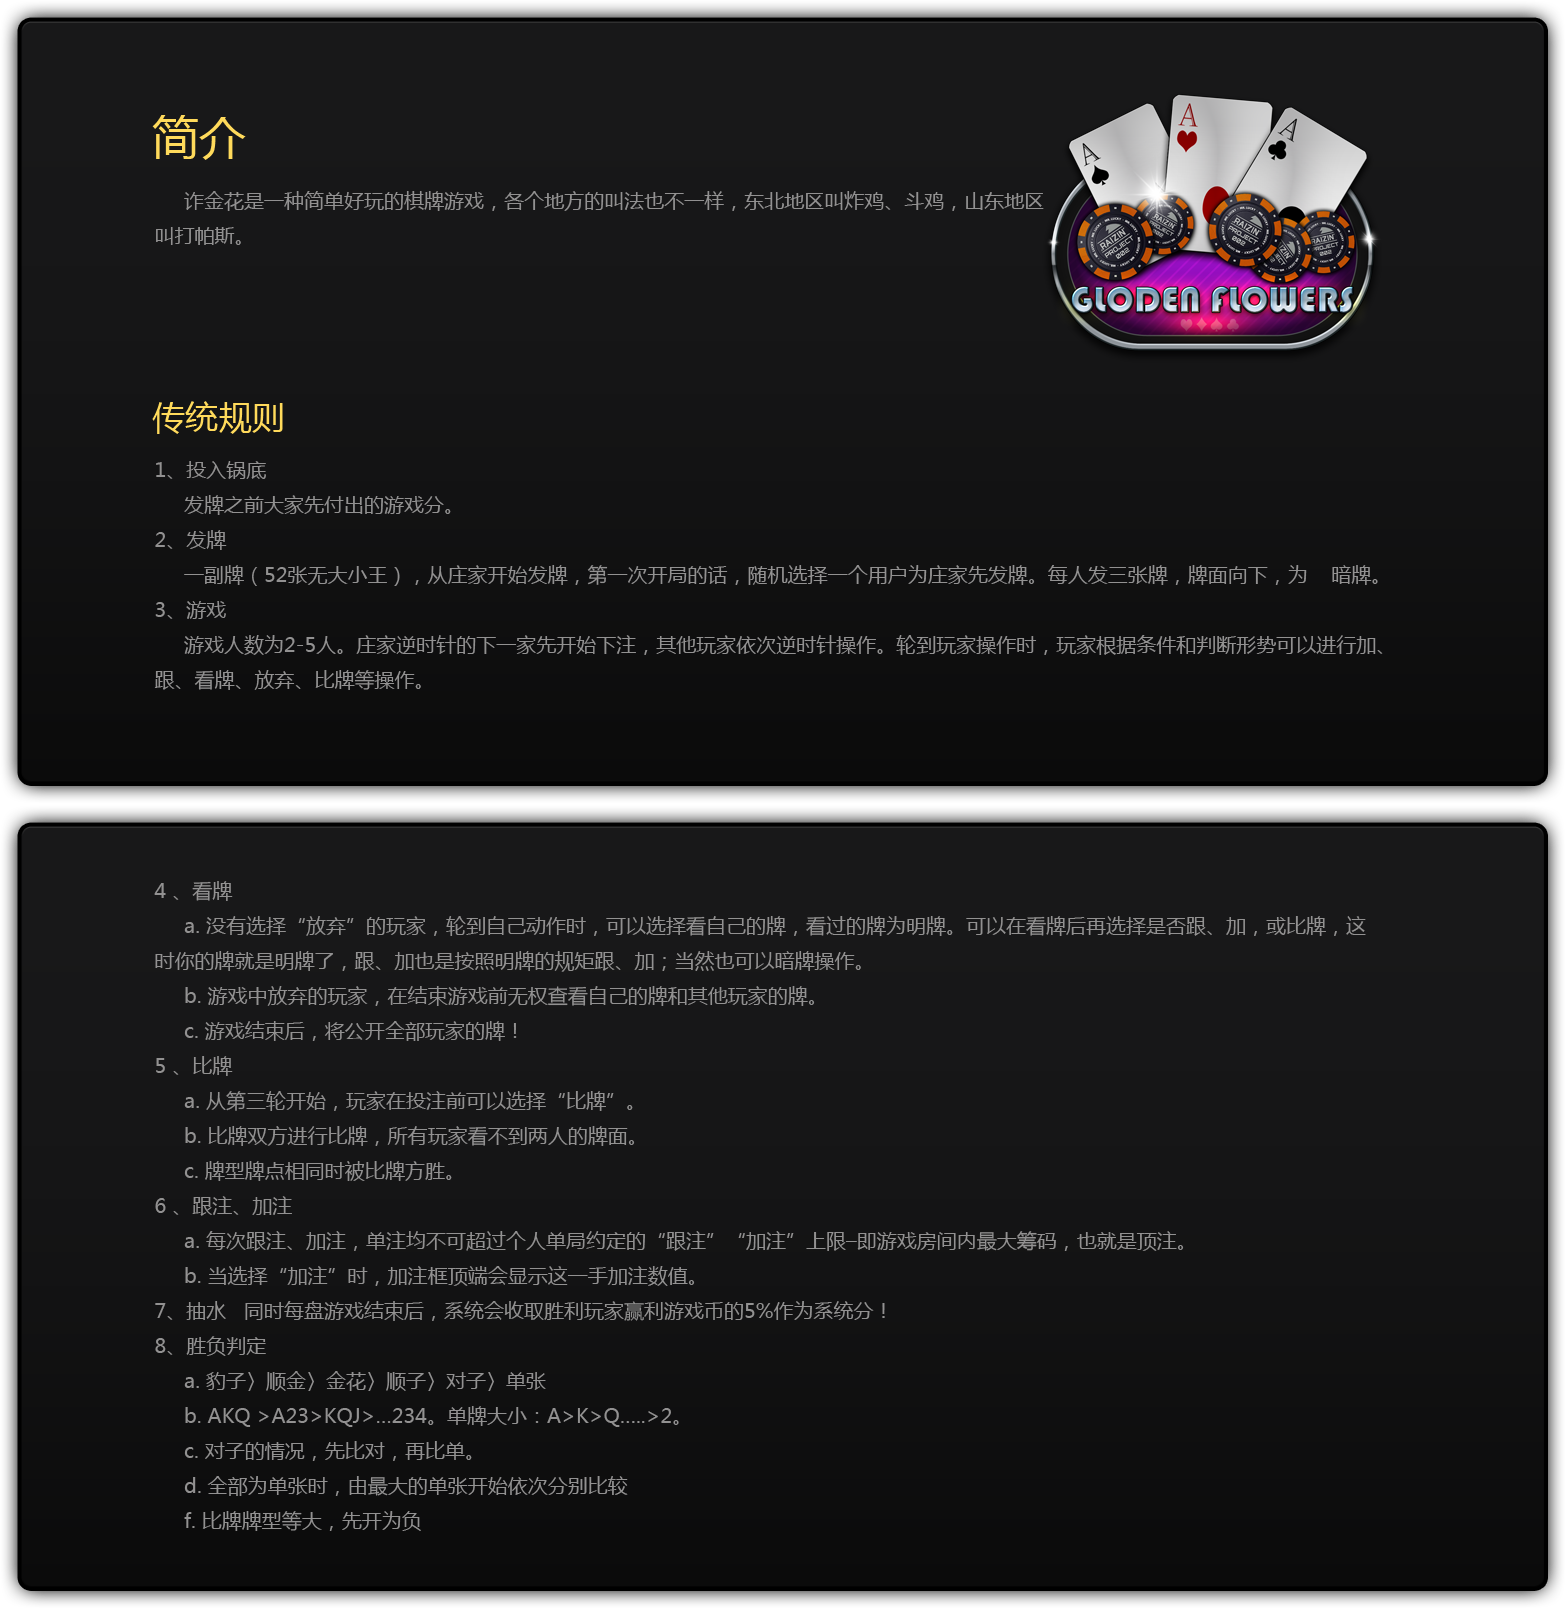 简介
诈金花是一种简单好玩的棋牌游戏，各个地方的叫法也不一样，东北地区叫炸鸡、斗鸡，山东地区
叫打帕斯。
A
A
A
RAIZIN PROJECT 002
RAIZIN PROJECT 002
RAIZIN PROJECT 002
GLODEN FLOWERS
传统规则
1、投入锅底
发牌之前大家先付出的游戏分。
2、发牌
一副牌（52张无大小王），从庄家开始发牌，第一次开局的话，随机选择一个用户为庄家先发牌。每人发三张牌，牌面向下，为 暗牌。
3、游戏
游戏人数为2-5人。庄家逆时针的下一家先开始下注，其他玩家依次逆时针操作。轮到玩家操作时，玩家根据条件和判断形势可以进行加、
跟、看牌、放弃、比牌等操作。
4 、看牌
a. 没有选择“放弃”的玩家，轮到自己动作时，可以选择看自己的牌，看过的牌为明牌。可以在看牌后再选择是否跟、加，或比牌，这
时你的牌就是明牌了，跟、加也是按照明牌的规矩跟、加；当然也可以暗牌操作。
b. 游戏中放弃的玩家，在结束游戏前无权查看自己的牌和其他玩家的牌。
c. 游戏结束后，将公开全部玩家的牌！
5 、比牌
a. 从第三轮开始，玩家在投注前可以选择“比牌”。
b. 比牌双方进行比牌，所有玩家看不到两人的牌面。
c. 牌型牌点相同时被比牌方胜。
6 、跟注、加注
a. 每次跟注、加注，单注均不可超过个人单局约定的“跟注”“加注”上限–即游戏房间内最大筹码，也就是顶注。
b. 当选择“加注”时，加注框顶端会显示这一手加注数值。
7、抽水 同时每盘游戏结束后，系统会收取胜利玩家赢利游戏币的5%作为系统分！
8、胜负判定
a. 豹子〉顺金〉金花〉顺子〉对子〉单张
b. AKQ >A23>KQJ>...234。单牌大小：A>K>Q.....>2。
c. 对子的情况，先比对，再比单。
d. 全部为单张时，由最大的单张开始依次分别比较
f. 比牌牌型等大，先开为负